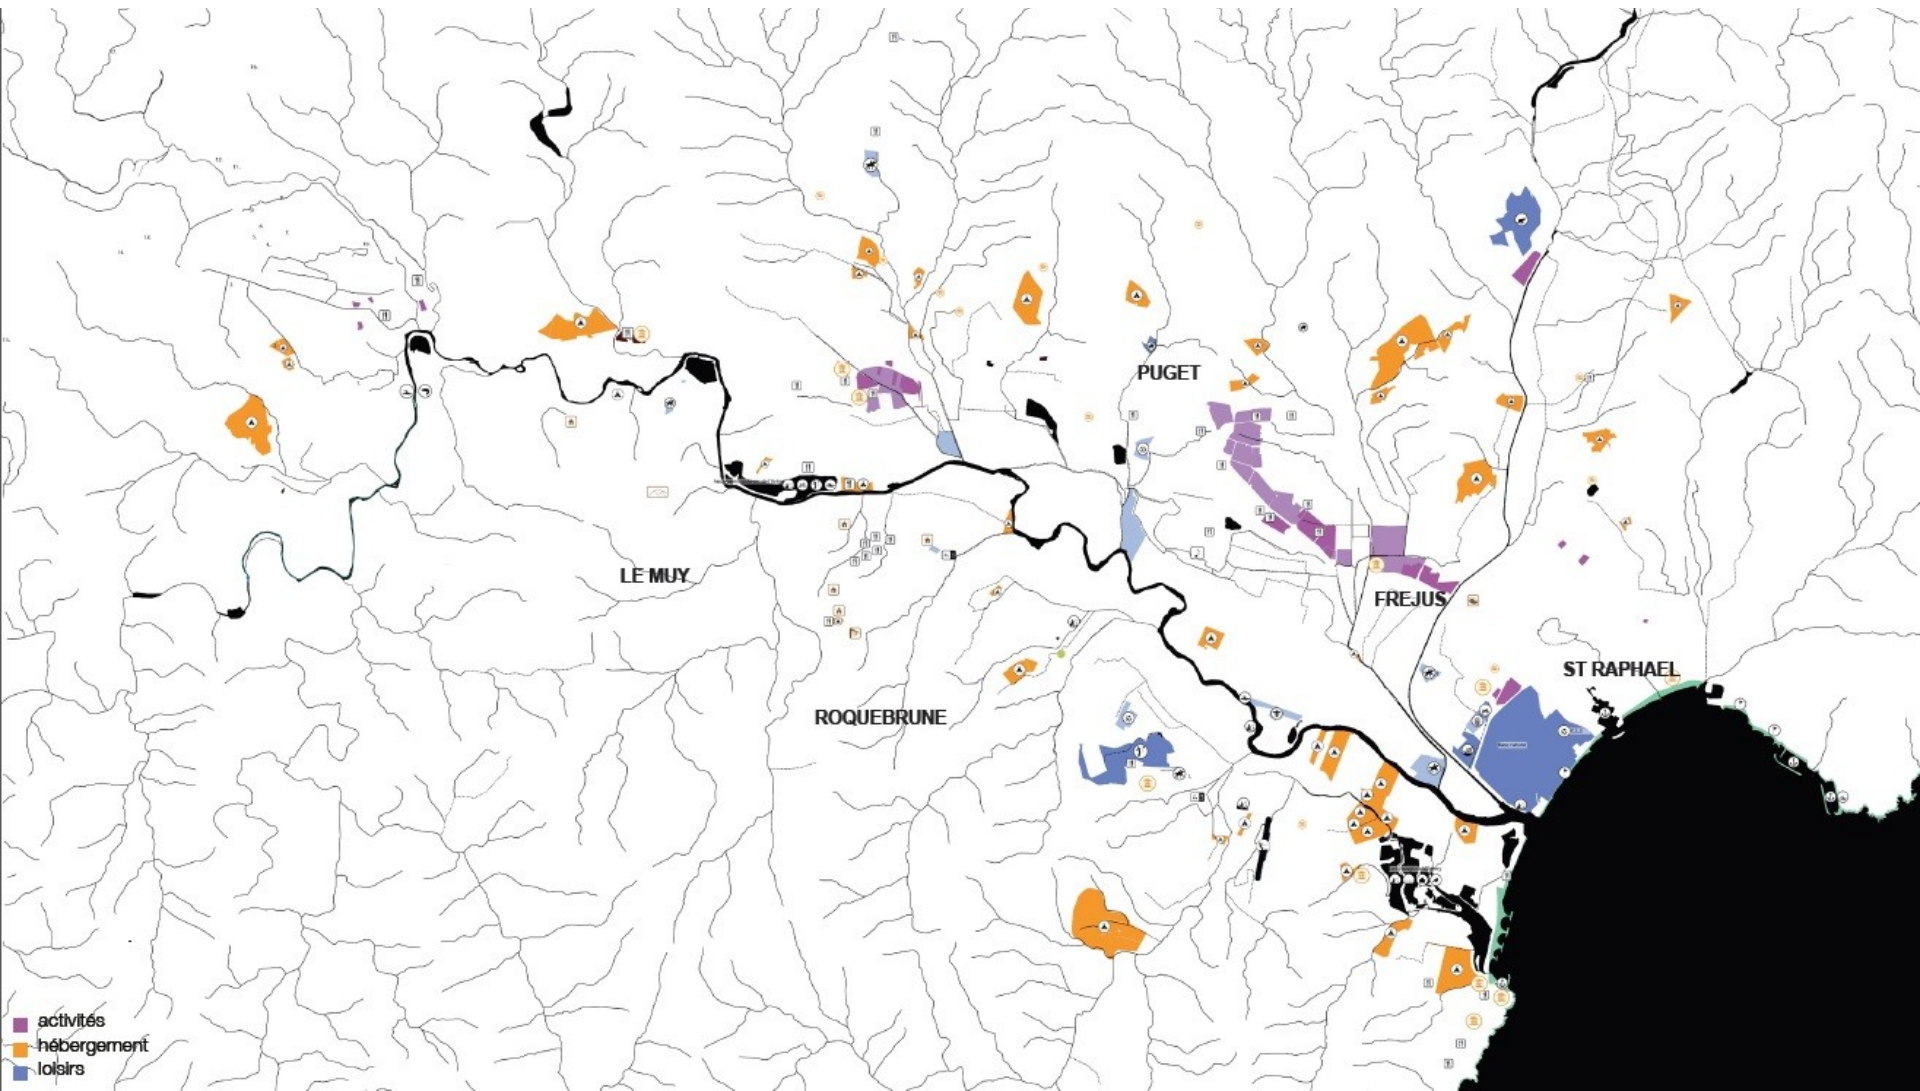 PUGET
LE MUY
FREJUS
ST RAPHAEL
ROQUEBRUNE
activités
hébergement
loisirs